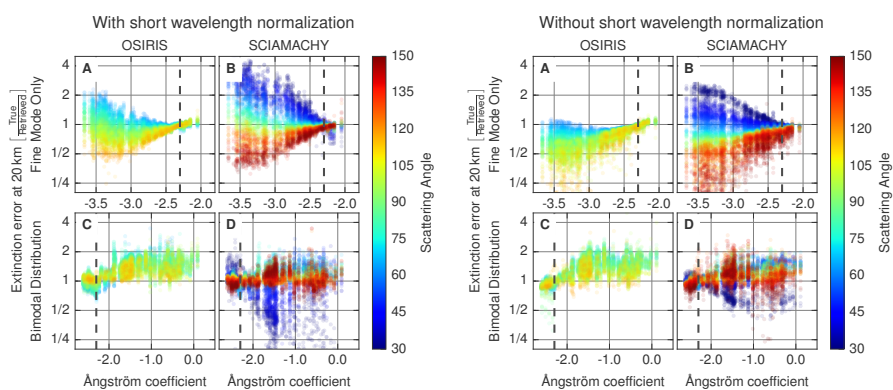 With short wavelength normalization
OSIRIS
SCIAMACHY
A
B
4
2
1
1/2
1/4
-3.5 -3.0 -2.5 -2.0
-3.5 -3.0 -2.5 -2.0
C
D
4
2
1
1/2
1/4
-2.0 -1.0 0.0
-1.0 0.0
Ångström coefficient
Ångström coefficient
Extinction error at 20 km [True / Retrieved]
Fine Mode Only
Bimodal Distribution
150
135
120
105
90
75
60
45
30
Scattering Angle
Without short wavelength normalization
OSIRIS
SCIAMACHY
A
B
4
2
1
1/2
1/4
-3.5 -3.0 -2.5 -2.0
-3.5 -3.0 -2.5 -2.0
C
D
4
2
1
1/2
1/4
-2.0 -1.0 0.0
-2.0 -1.0 0.0
Ångström coefficient
Ångström coefficient
Extinction error at 20 km [True / Retrieved]
Fine Mode Only
Bimodal Distribution
150
135
120
105
90
75
60
45
30
Scattering Angle